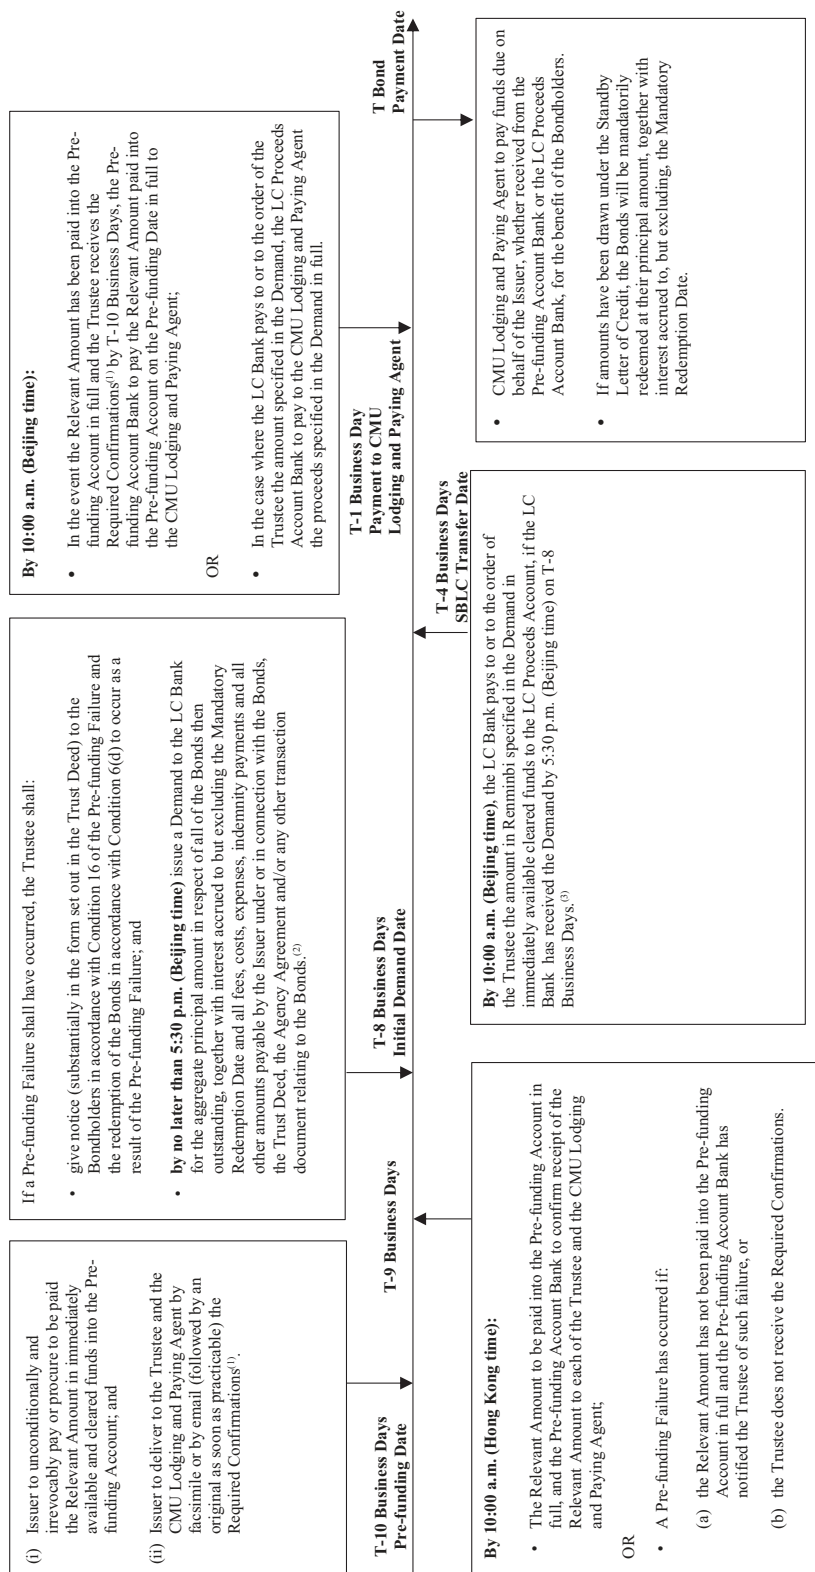 (i) Issuer to unconditionally and
irrevocably pay or procure to be paid
the Relevant Amount in immediately
available and cleared funds into the Pre-
funding Account; and
(ii) Issuer to deliver to the Trustee and the
CMU Lodging and Paying Agent by
facsimile or by email (followed by an
original as soon as practicable) the
Required Confirmations(1).
If a Pre-funding Failure shall have occurred, the Trustee shall:
• give notice (substantially in the form set out in the Trust Deed) to the
Bondholders in accordance with Condition 16 of the Pre-funding Failure and
the redemption of the Bonds in accordance with Condition 6(d) to occur as a
result of the Pre-funding Failure; and
• by no later than 5:30 p.m. (Beijing time) issue a Demand to the LC Bank
for the aggregate principal amount in respect of all of the Bonds then
outstanding, together with interest accrued to but excluding the Mandatory
Redemption Date and all fees, costs, expenses, indemnity payments and all
other amounts payable by the Issuer under or in connection with the Bonds,
the Trust Deed, the Agency Agreement and/or any other transaction
document relating to the Bonds.(2)
By 10:00 a.m. (Beijing time):
• In the event the Relevant Amount has been paid into the Pre-
funding Account in full and the Trustee receives the
Required Confirmations(1) by T-10 Business Days, the Pre-
funding Account Bank to pay the Relevant Amount paid into
the Pre-funding Account on the Pre-funding Date in full to
the CMU Lodging and Paying Agent;
OR
• In the case where the LC Bank pays to or to the order of the
Trustee the amount specified in the Demand, the LC Proceeds
Account Bank to pay to the CMU Lodging and Paying Agent
the proceeds specified in the Demand in full.
T-10 Business Days
Pre-funding Date
T-9 Business Days
T-8 Business Days
Initial Demand Date
T-4 Business Days
SBLC Transfer Date
T-1 Business Day
Payment to CMU
Lodging and Paying Agent
T Bond
Payment Date
By 10:00 a.m. (Hong Kong time):
• The Relevant Amount to be paid into the Pre-funding Account in
full, and the Pre-funding Account Bank to confirm receipt of the
Relevant Amount to each of the Trustee and the CMU Lodging
and Paying Agent;
OR
• A Pre-funding Failure has occurred if:
(a) the Relevant Amount has not been paid into the Pre-funding
Account in full and the Pre-funding Account Bank has
notified the Trustee of such failure, or
(b) the Trustee does not receive the Required Confirmations.
By 10:00 a.m. (Beijing time), the LC Bank pays to or to the order of
the Trustee the amount in Renminbi specified in the Demand in
immediately available cleared funds to the LC Proceeds Account, if the LC
Bank has received the Demand by 5:30 p.m. (Beijing time) on T-8
Business Days.(3)
• CMU Lodging and Paying Agent to pay funds due on
behalf of the Issuer, whether received from the
Pre-funding Account Bank or the LC Proceeds
Account Bank, for the benefit of the Bondholders.
• If amounts have been drawn under the Standby
Letter of Credit, the Bonds will be mandatorily
redeemed at their principal amount, together with
interest accrued to, but excluding, the Mandatory
Redemption Date.